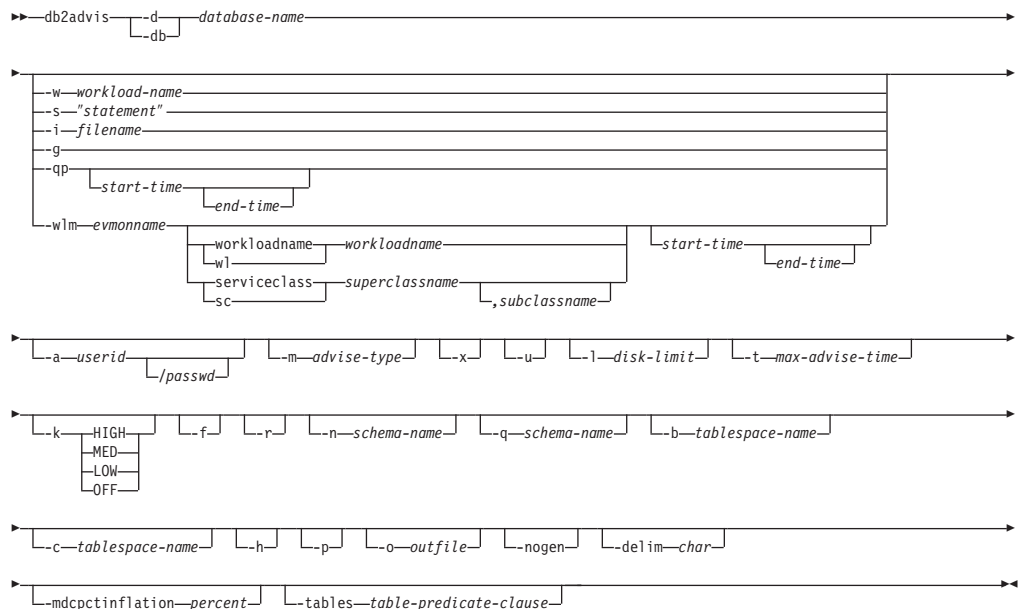 db2advis -d database-name
-db
-w workload-name
-s "statement"
-i filename
-g
-qp
start-time
end-time
-wlm evmonname
workloadname workloadname start-time
wl end-time
serviceclass superclassname
sc ,subclassname
-a userid -m advise-type -x -u -l disk-limit -t max-advise-time
/passwd
-k HIGH -f -r -n schema-name -q schema-name -b tablespace-name
MED
LOW
OFF
-c tablespace-name -h -p -o outfile -nogen -delim char
-mdcpctinflation percent -tables table-predicate-clause